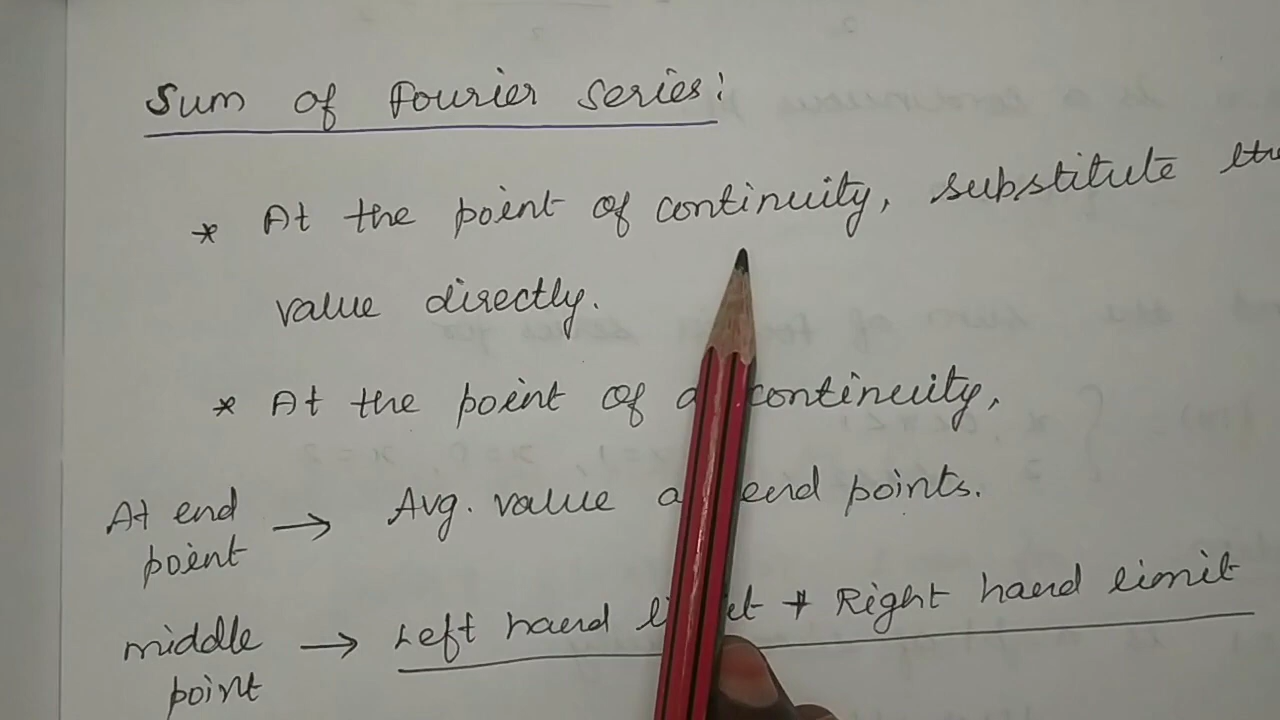 Sum of Fourier series:
* At the point of continuity, substitute the
value directly.
* At the point of continuity,
At end point → Avg. value end points.
middle point → Left hand limit + Right hand limit